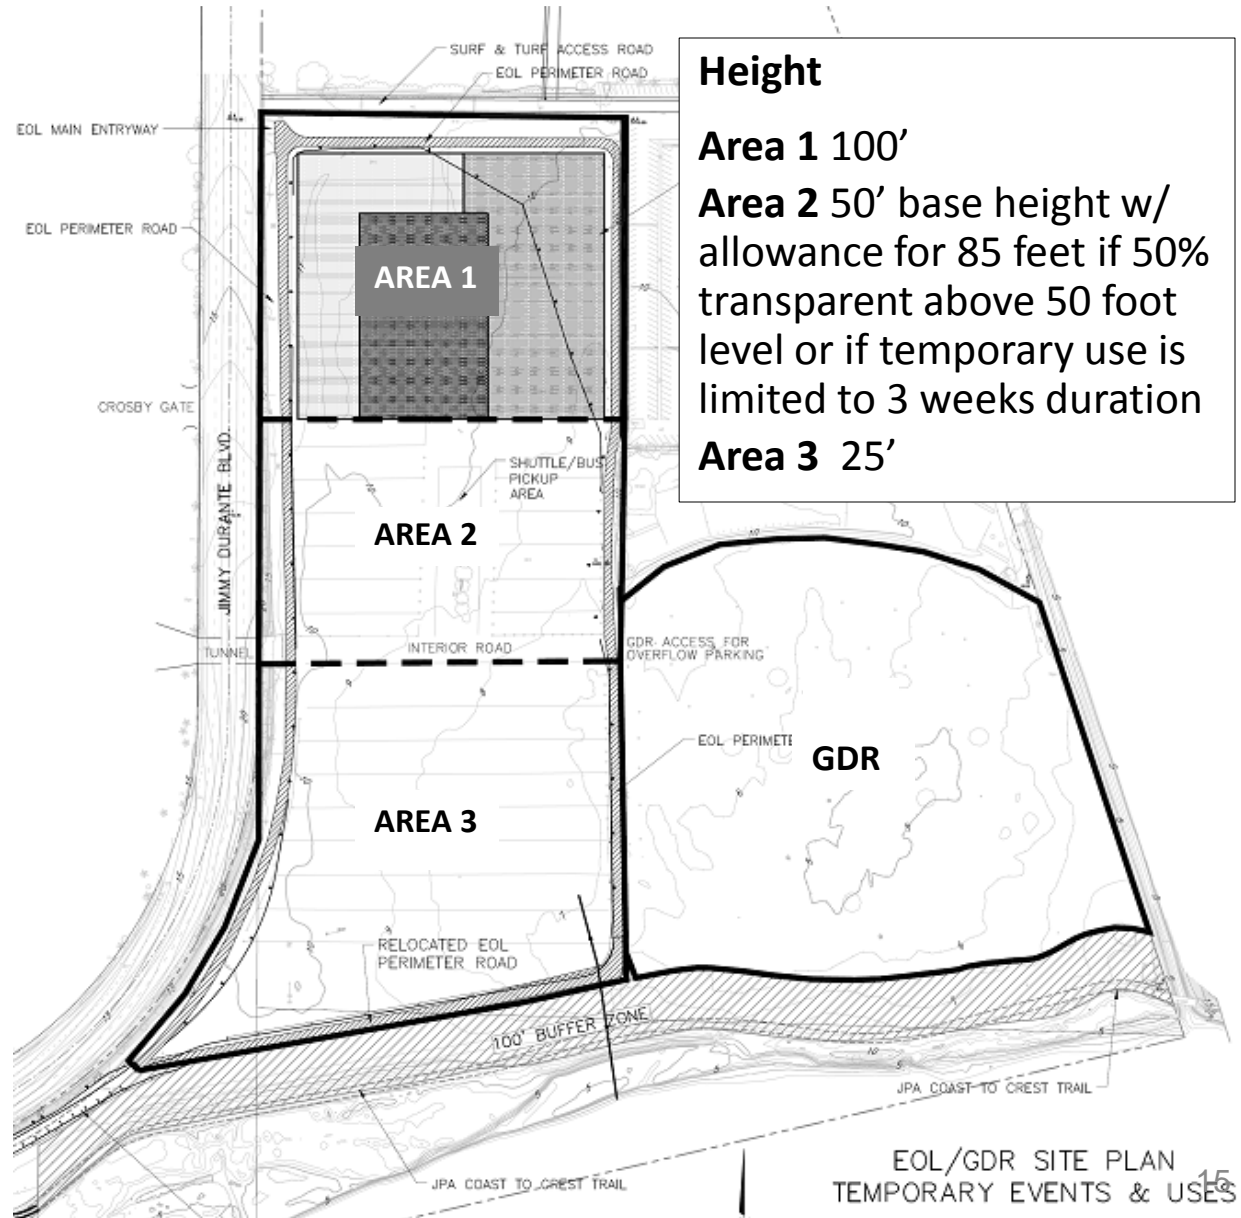 SURF & TURF ACCESS ROAD
EOL PERIMETER ROAD
EOL MAIN ENTRYWAY
EOL PERIMETER ROAD
CROSBY GATE
JIMMY DURANTE BLVD.
TUNNEL
Height
Area 1 100’
Area 2 50’ base height w/
allowance for 85 feet if 50%
transparent above 50 foot
level or if temporary use is
limited to 3 weeks duration
Area 3 25’
AREA 1
SHUTTLE/BUS
PICKUP
AREA
AREA 2
INTERIOR ROAD
GDR ACCESS FOR
OVERFLOW PARKING
EOL PERIMETE
GDR
AREA 3
RELOCATED EOL
PERIMETER ROAD
100' BUFFER ZONE
JPA COAST TO CREST TRAIL
JPA COAST TO CREST TRAIL
EOL/GDR SITE PLAN
TEMPORARY EVENTS & USES
15